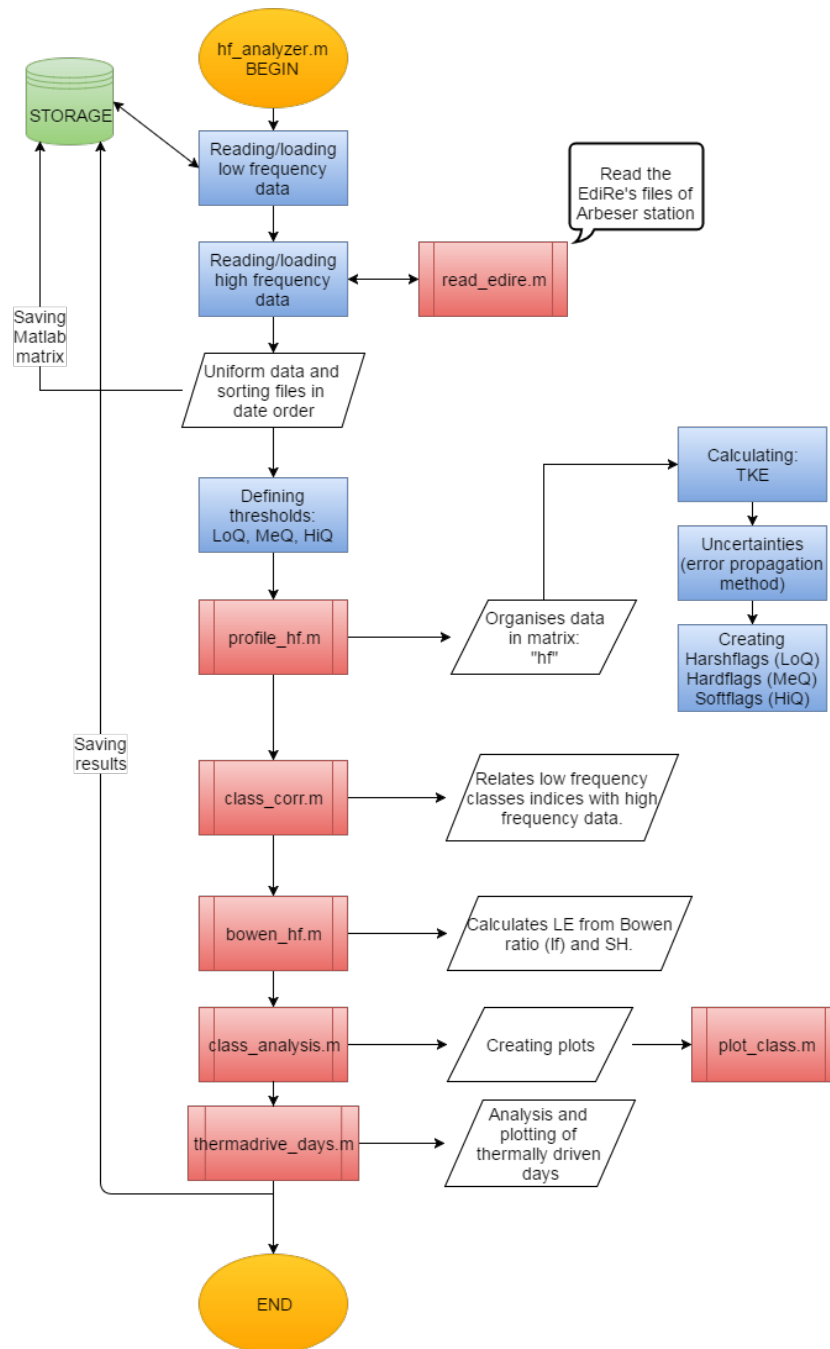 hf_analyzer.m
BEGIN
STORAGE
Reading/loading
low frequency
data
Read the
EdiRe's files of
Arbeser station
Reading/loading
high frequency
data
read_edire.m
Saving
Matlab
matrix
Uniform data and
sorting files in
date order
Calculating:
TKE
Defining
thresholds:
LoQ, MeQ, HiQ
Uncertainties
(error propagation
method)
profile_hf.m
Organises data
in matrix:
"hf"
Creating
Harshflags (LoQ)
Hardflags (MeQ)
Softflags (HiQ)
Saving
results
class_corr.m
Relates low frequency
classes indices with high
frequency data.
bowen_hf.m
Calculates LE from Bowen
ratio (lf) and SH.
class_analysis.m
Creating plots
plot_class.m
thermadrive_days.m
Analysis and
plotting of
thermally driven
days
END